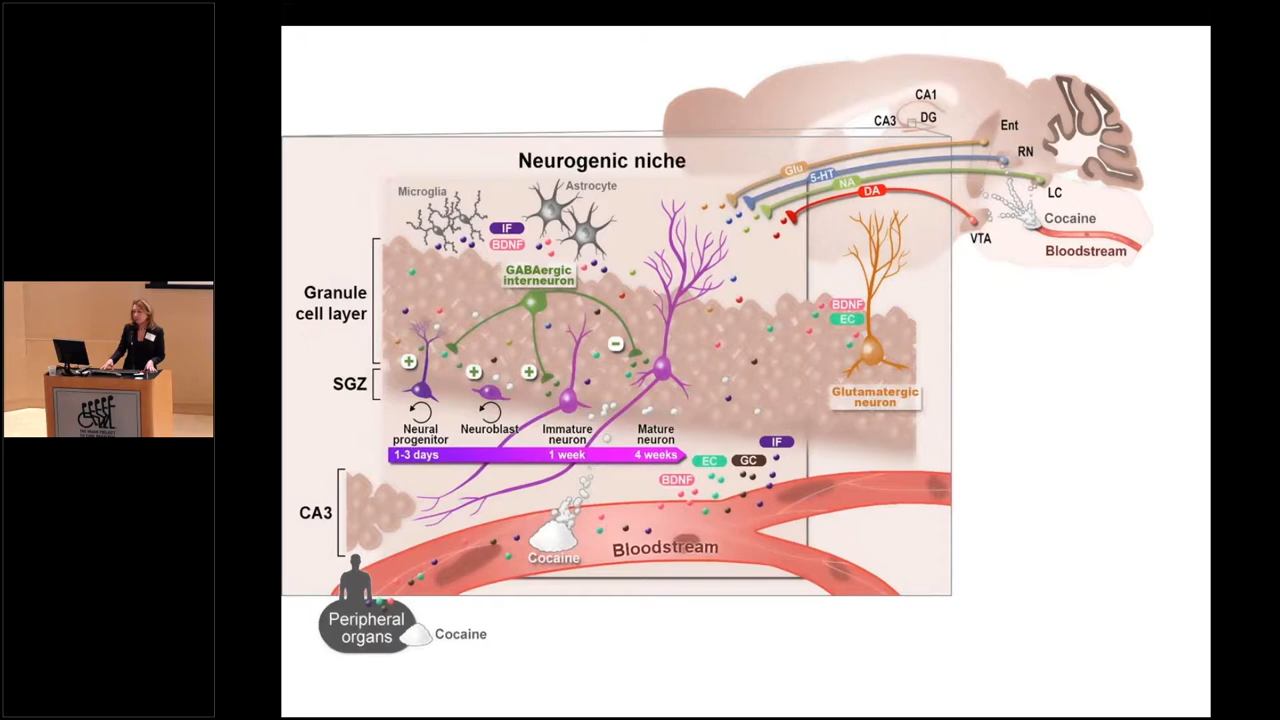 CA1
CA3
DG
Ent
RN
LC
VTA
Cocaine
Bloodstream
Glu
5-HT
NA
DA
Neurogenic niche
Microglia
Astrocyte
IF
BDNF
GABAergic
interneuron
Granule
cell layer
SGZ
+
+
+
-
BDNF
EC
Glutamatergic
neuron
Neural
progenitor
Neuroblast
Immature
neuron
Mature
neuron
1-3 days
1 week
4 weeks
IF
EC
GC
BDNF
CA3
Cocaine
Bloodstream
Peripheral
organs
Cocaine